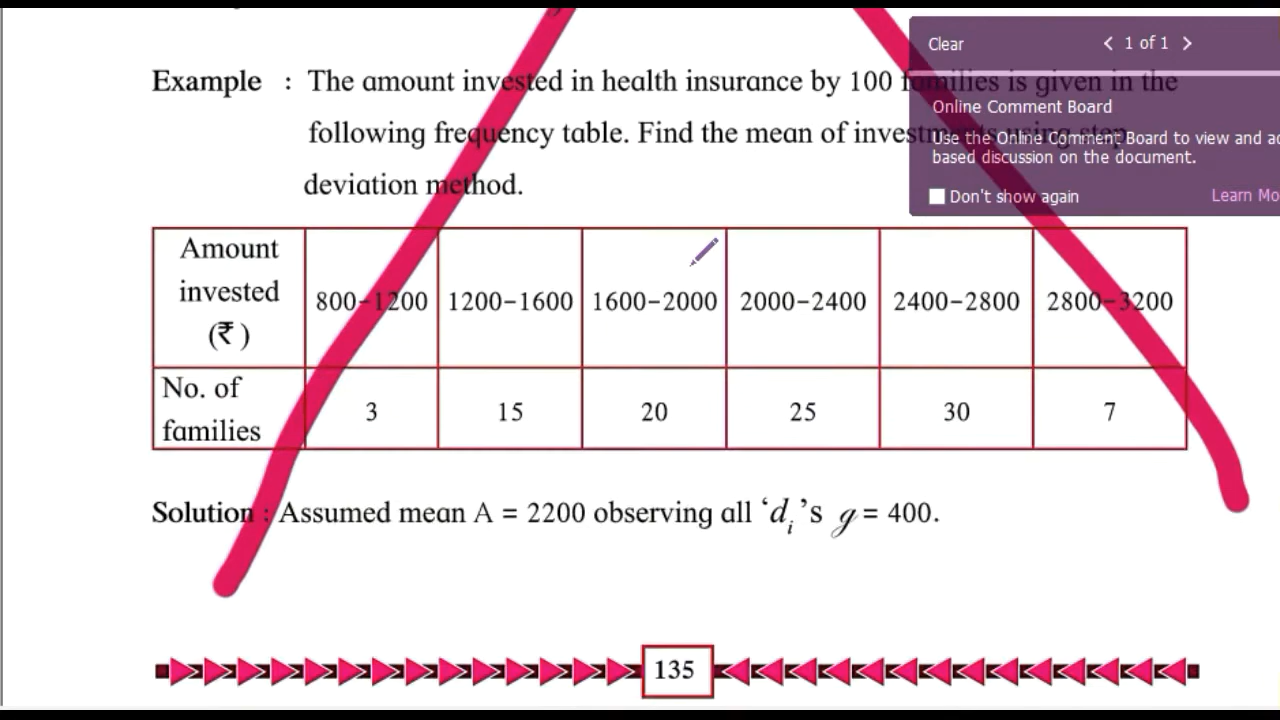 Clear
1 of 1
Example : The amount invested in health insurance by 100 families is given in the
Online Comment Board
following frequency table. Find the mean of investments using step
Use the Online Comment Board to view and ad
based discussion on the document.
deviation method.
Don't show again
Learn Mo
Amount invested (₹) 800-1200 1200-1600 1600-2000 2000-2400 2400-2800 2800-3200
No. of families 3 15 20 25 30 7
Solution : Assumed mean A = 2200 observing all ‘dᵢ’s g = 400.
135